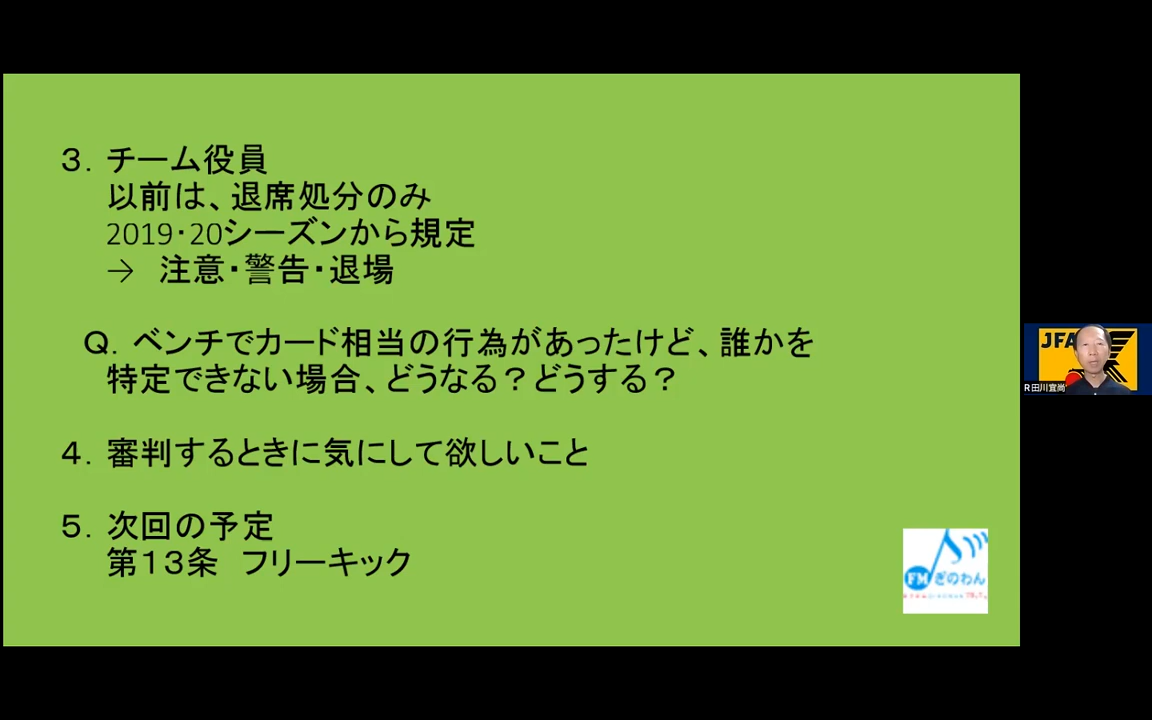 ３．チーム役員
以前は、退席処分のみ
2019・20シーズンから規定
→　注意・警告・退場
Ｑ．ベンチでカード相当の行為があったけど、誰かを
特定できない場合、どうなる？どうする？
４．審判するときに気にして欲しいこと
５．次回の予定
第１３条　フリーキック
FMぎのわん
JFA
R田川宜尚